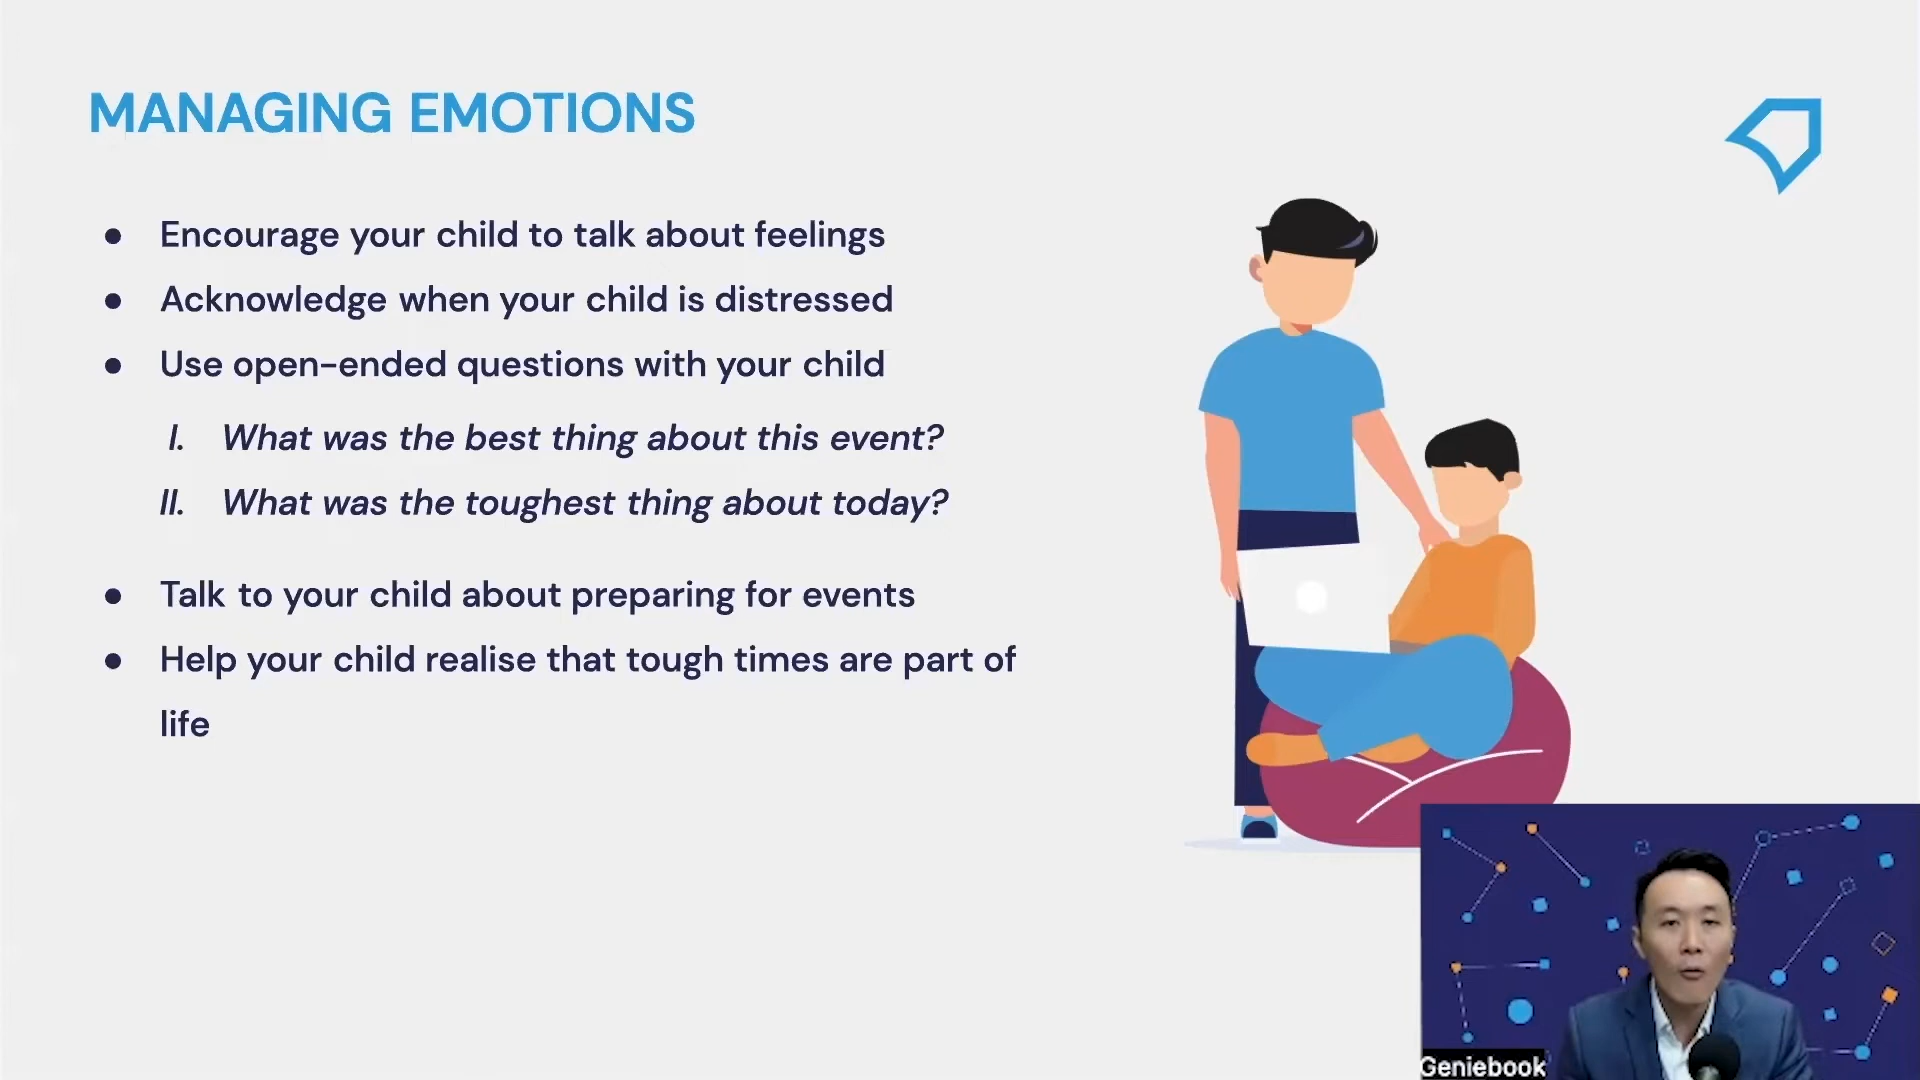 MANAGING EMOTIONS
● Encourage your child to talk about feelings
● Acknowledge when your child is distressed
● Use open-ended questions with your child
I. What was the best thing about this event?
II. What was the toughest thing about today?
● Talk to your child about preparing for events
● Help your child realise that tough times are part of
life
Geniebook